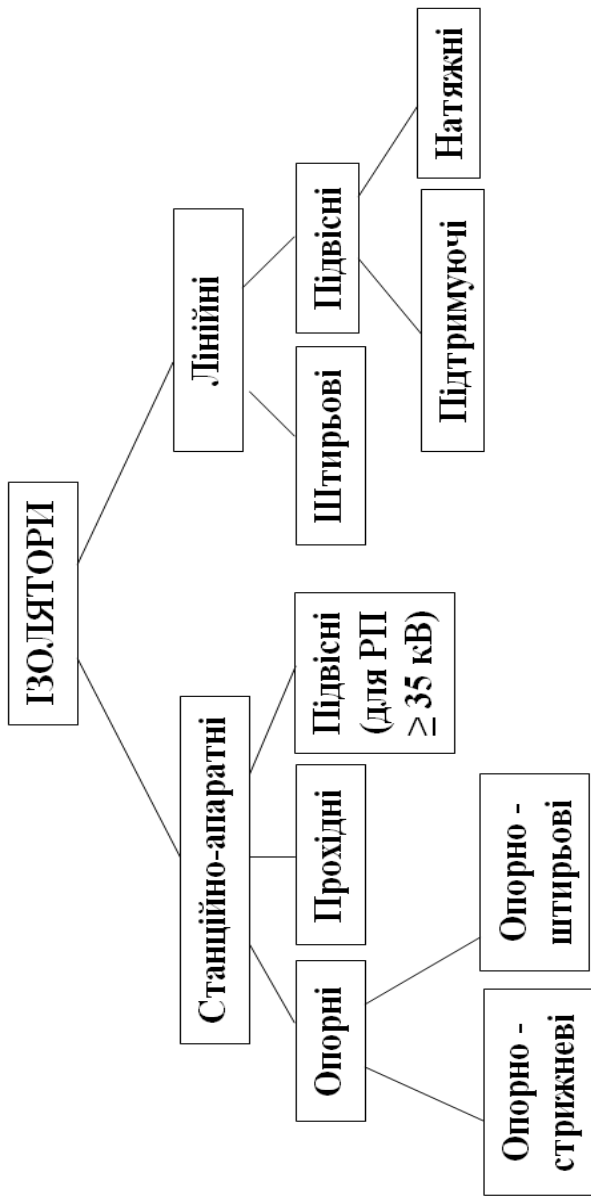 ІЗОЛЯТОРИ
Станційно-апаратні
Лінійні
Опорні
Прохідні
Підвісні
(для РП
≥ 35 кВ)
Штирьові
Підвісні
Опорно -
стрижневі
Опорно -
штирьові
Підтримуючі
Натяжні